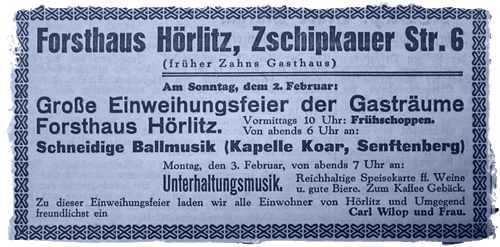 Forsthaus Hörlitz, Zschipkauer Str. 6
(früher Zahns Gasthaus)
Am Sonntag, dem 2. Februar:
Große Einweihungsfeier der Gasträume
Forsthaus Hörlitz. Vormittags 10 Uhr: Frühschoppen.
Von abends 6 Uhr an:
Schneidige Ballmusik (Kapelle Koar, Senftenberg)
Montag, den 3. Februar, von abends 7 Uhr an:
Unterhaltungsmusik. Reichhaltige Speisekarte ff. Weine
u. gute Biere. Zum Kaffee Gebäck.
Zu dieser Einweihungsfeier laden wir alle Einwohner von Hörlitz und Umgegend
freundlichst ein Carl Wilop und Frau.